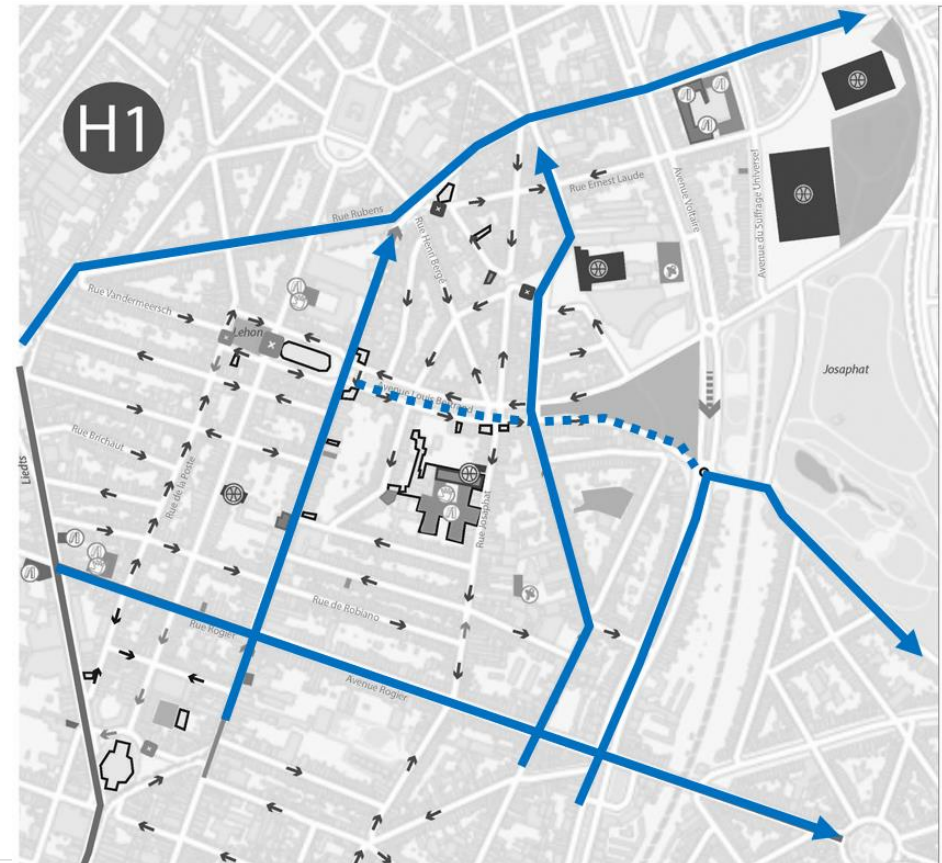 H1
Rue Rubens
Rue Ernest Laude
Avenue Voltaire
Avenue du Suffrage Universel
Rue Henri Bergé
Rue Vandermeersch
Lehon
Josaphat
Avenue Louis Bertrand
Rue Brichaut
Liedts
Rue de la Poste
Rue Josaphat
Rue de Robiano
Rue Rogier
Avenue Rogier